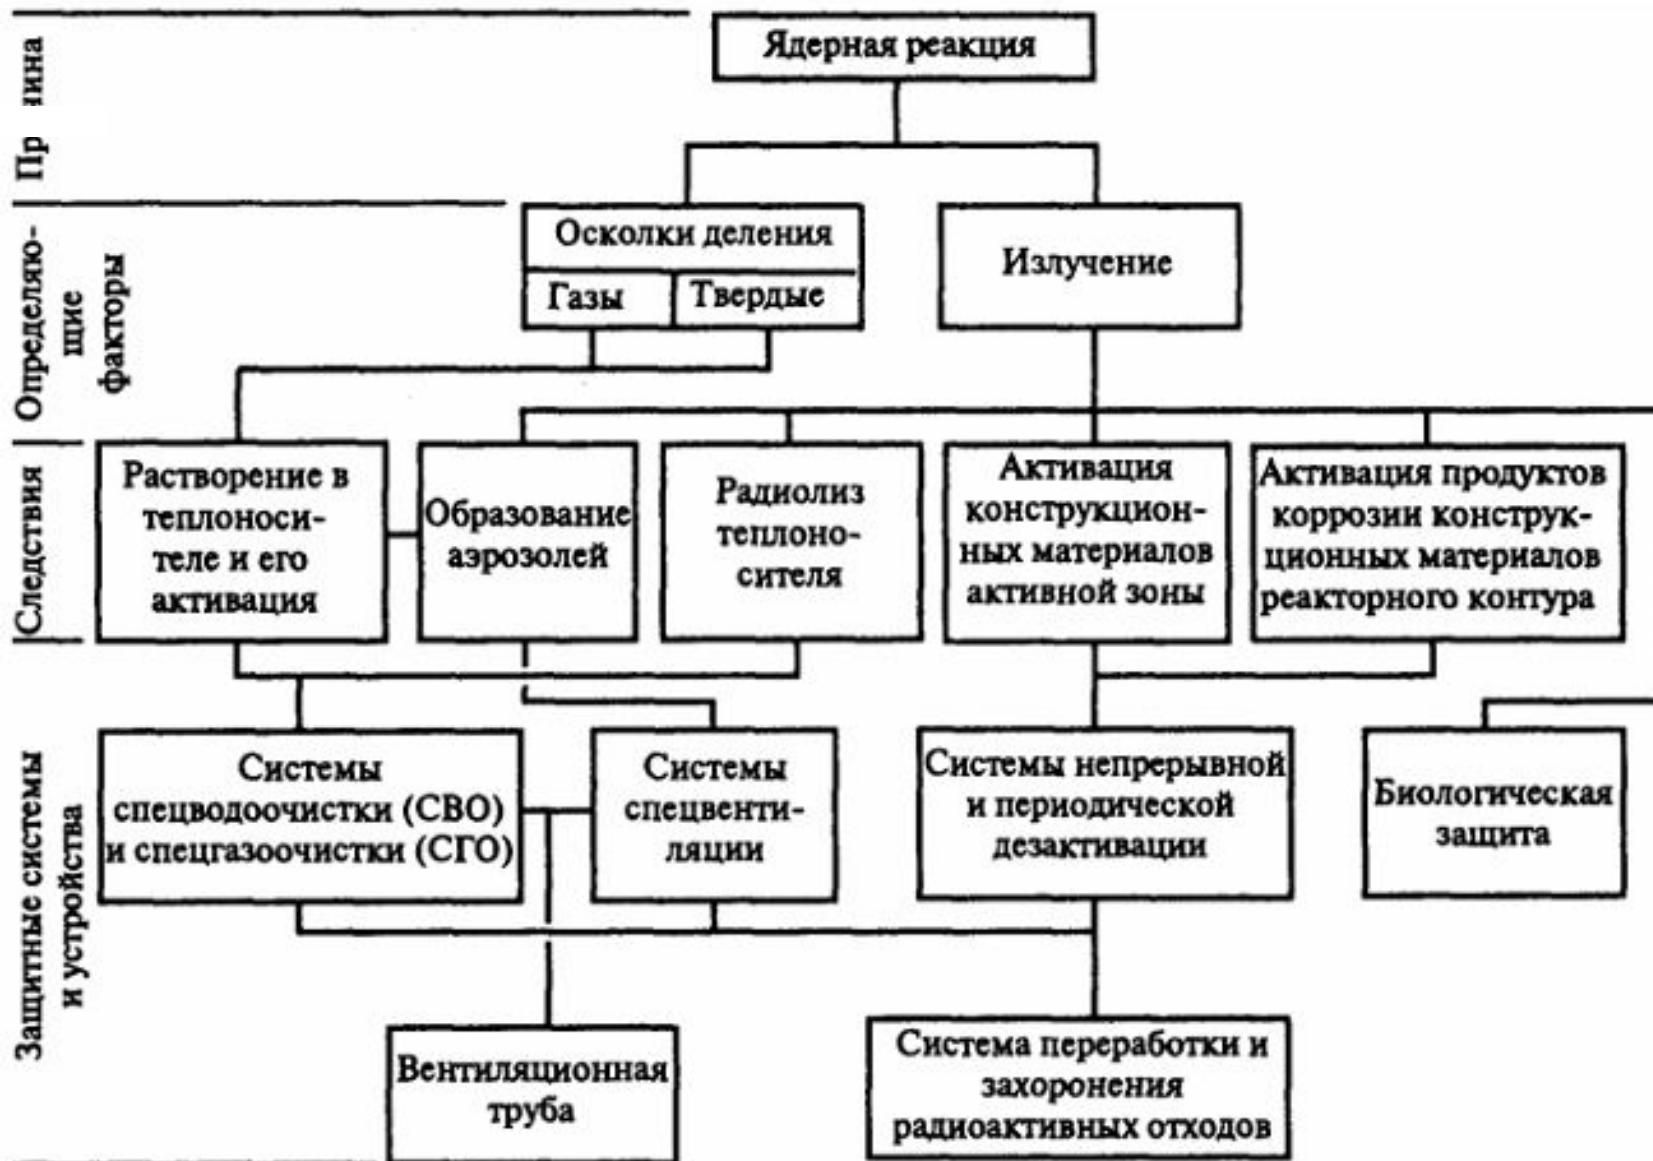 Ядерная реакция
Осколки деления
Газы
Твердые
Излучение
Определяю-
щие
факторы
Растворение в
теплоноси-
теле и его
активация
Образование
аэрозолей
Радиолиз
теплоно-
сителя
Активация
конструкцион-
ных материалов
активной зоны
Активация продуктов
коррозии конструк-
ционных материалов
реакторного контура
Следствия
Системы
спецводоочистки (СВО)
и спецгазоочистки (СГО)
Системы
спецвенти-
ляции
Системы непрерывной
и периодической
дезактивации
Биологическая
защита
Защитные системы
и устройства
Вентиляционная
труба
Система переработки и
захоронения
радиоактивных отходов